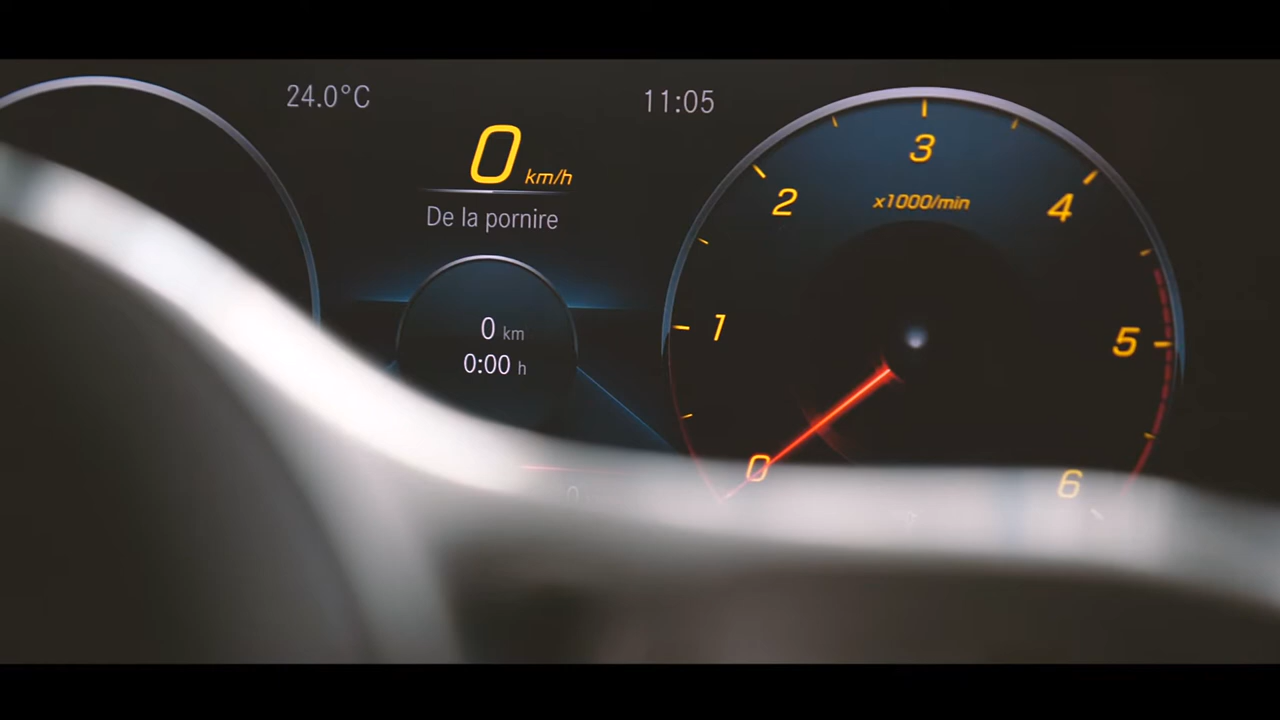 24.0°C
11:05
0 km/h
De la pornire
0 km
0:00 h
x1000/min
0
1
2
3
4
5
6